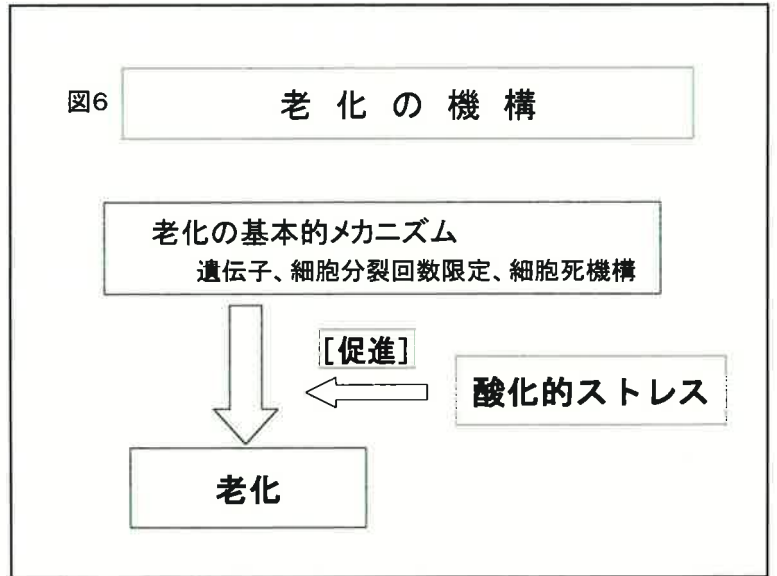 図6
老化の機構
老化の基本的メカニズム
遺伝子、細胞分裂回数限定、細胞死機構
[促進]
酸化的ストレス
老化